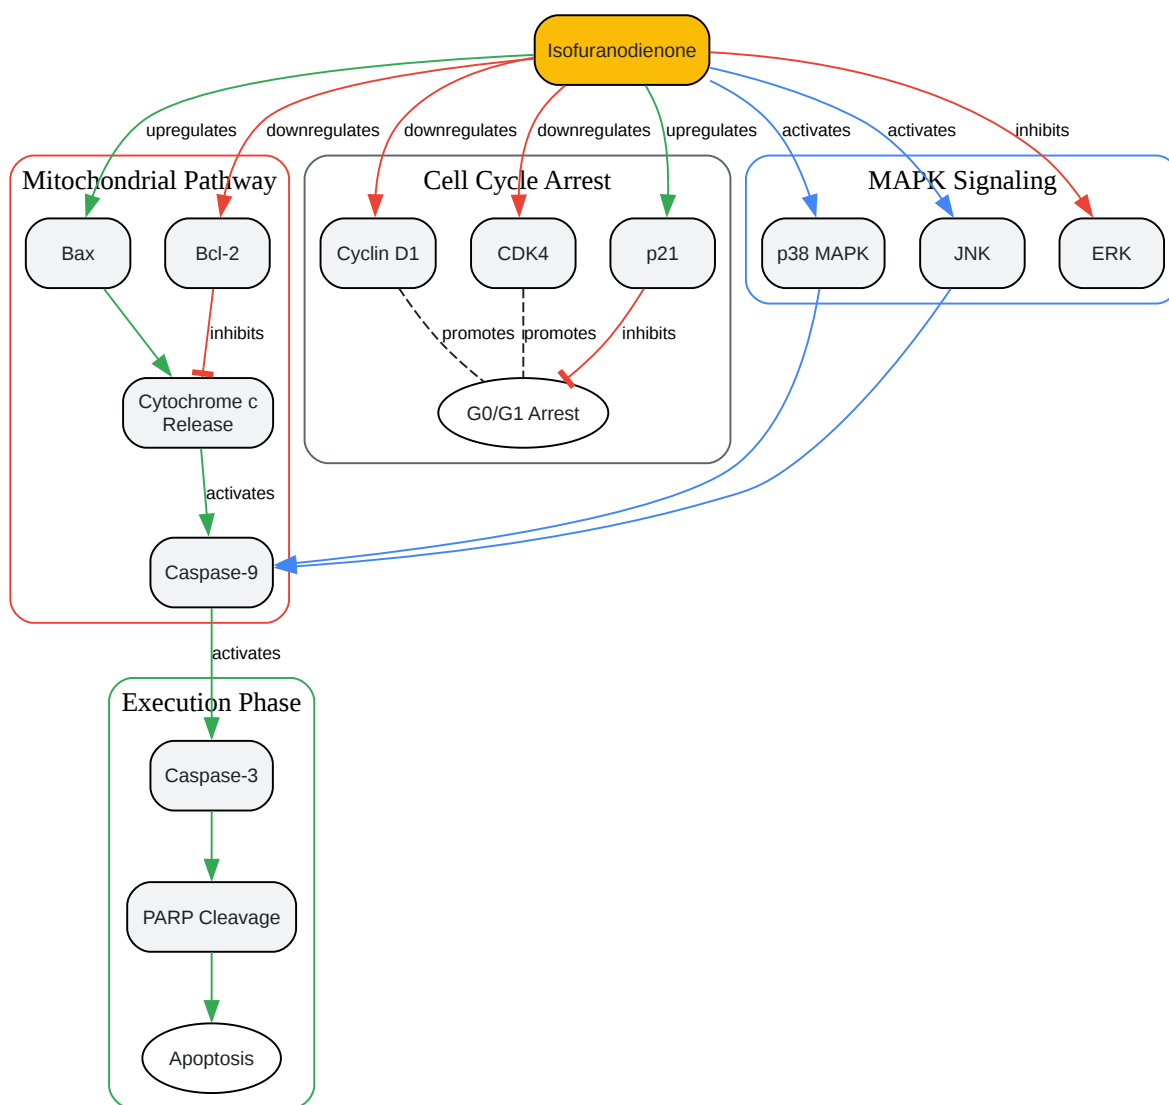 Isofuranodienone
upregulates
downregulates
downregulates
downregulates
upregulates
activates
activates
inhibits
Mitochondrial Pathway
Cell Cycle Arrest
MAPK Signaling
Bax
Bcl-2
Cyclin D1
CDK4
p21
p38 MAPK
JNK
ERK
inhibits
promotes
promotes
inhibits
Cytochrome c
Release
G0/G1 Arrest
activates
Caspase-9
activates
Execution Phase
Caspase-3
PARP Cleavage
Apoptosis